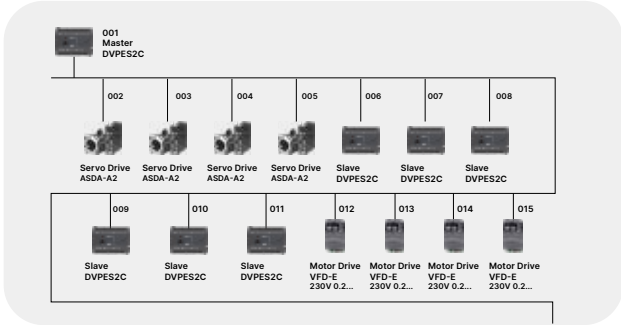 001
Master
DVPES2C
002
003
004
005
006
007
008
Servo Drive
ASDA-A2
Servo Drive
ASDA-A2
Servo Drive
ASDA-A2
Servo Drive
ASDA-A2
Slave
DVPES2C
Slave
DVPES2C
Slave
DVPES2C
009
010
011
012
013
014
015
Slave
DVPES2C
Slave
DVPES2C
Slave
DVPES2C
Motor Drive
VFD-E
230V 0.2...
Motor Drive
VFD-E
230V 0.2...
Motor Drive
VFD-E
230V 0.2...
Motor Drive
VFD-E
230V 0.2...